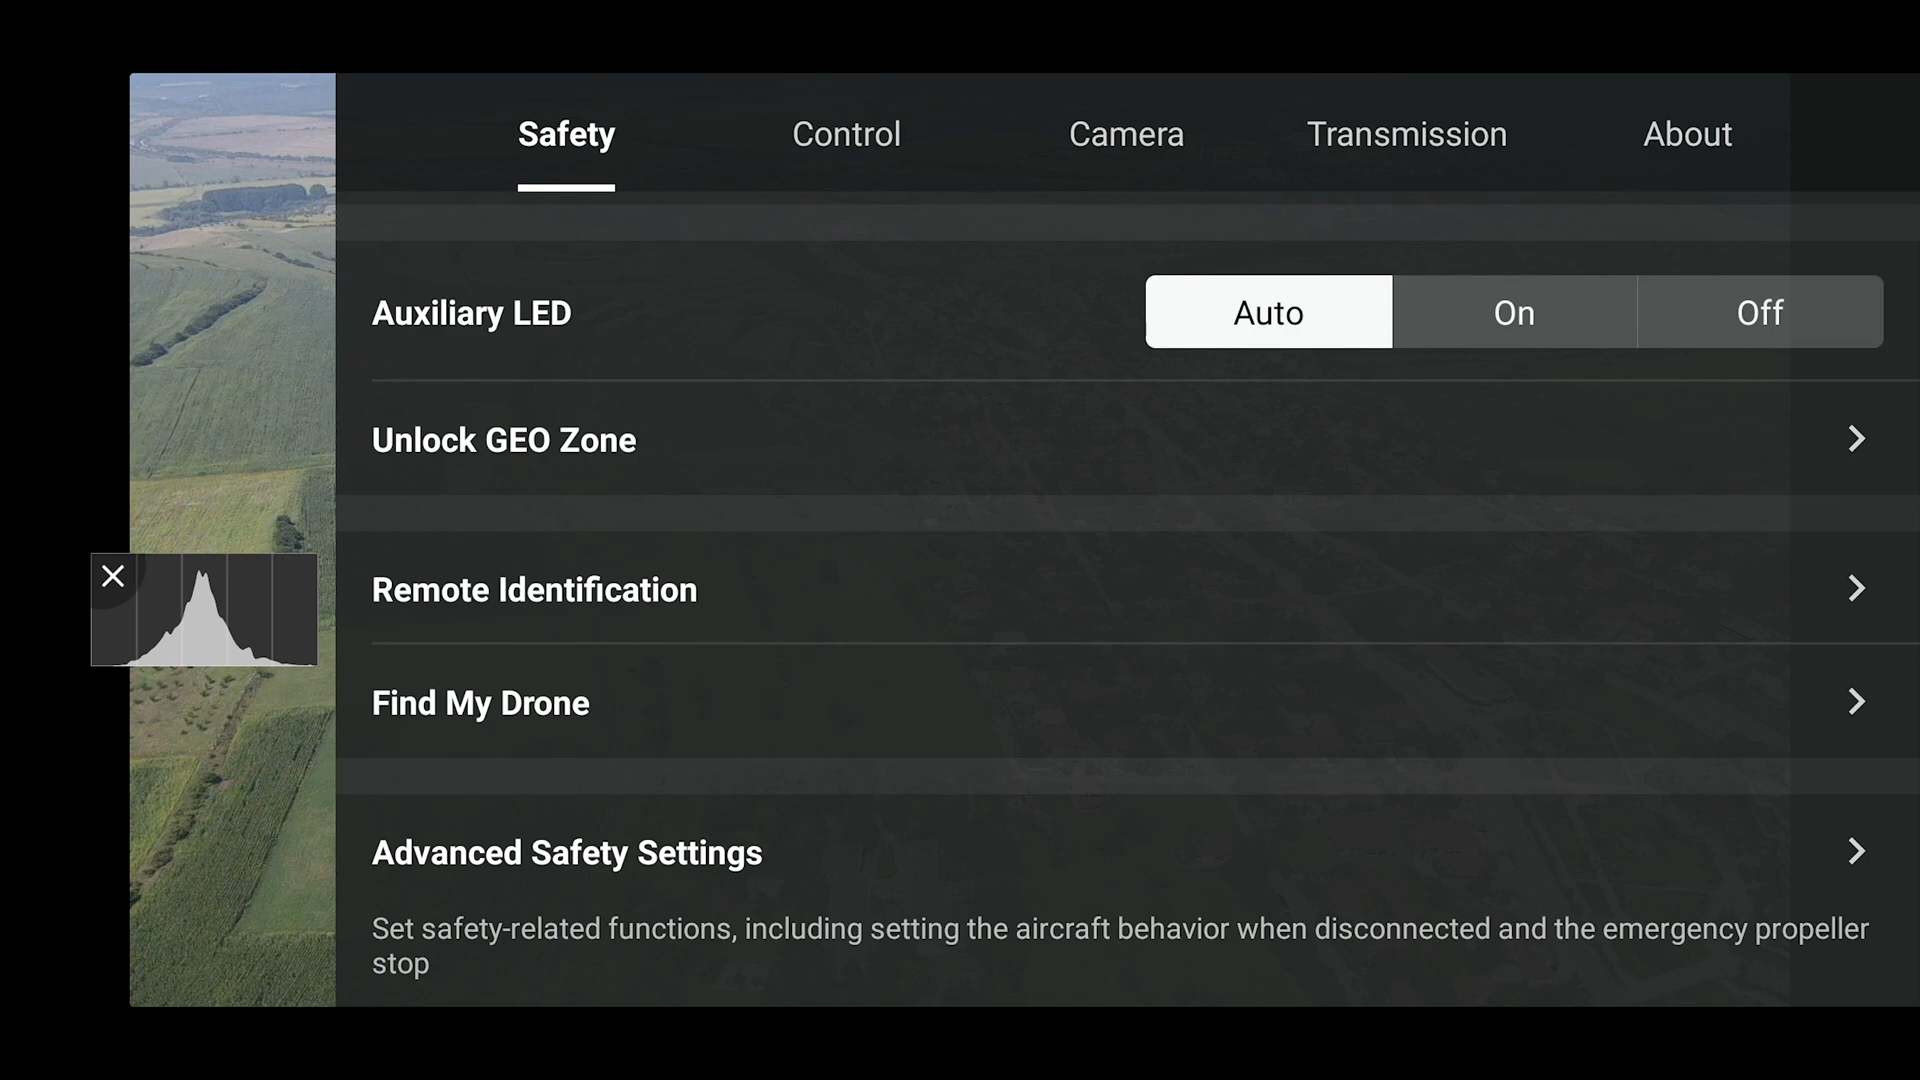 Safety Control Camera Transmission About
Auxiliary LED Auto On Off
Unlock GEO Zone
Remote Identification
Find My Drone
Advanced Safety Settings
Set safety-related functions, including setting the aircraft behavior when disconnected and the emergency propeller
stop